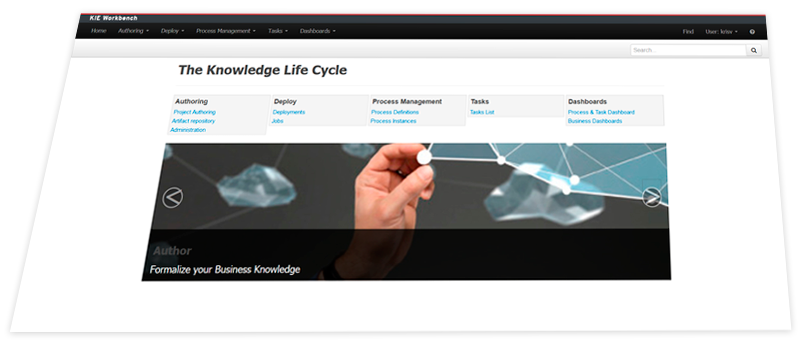 KIE Workbench
Home Authoring Deploy Process Management Tasks Dashboards Find User: krisv
Search...
The Knowledge Life Cycle
Authoring Deploy Process Management Tasks Dashboards
Project Authoring Deployments Process Definitions Tasks List Process & Task Dashboard
Artifact repository Jobs Process Instances Business Dashboards
Administration
Author
Formalize your Business Knowledge